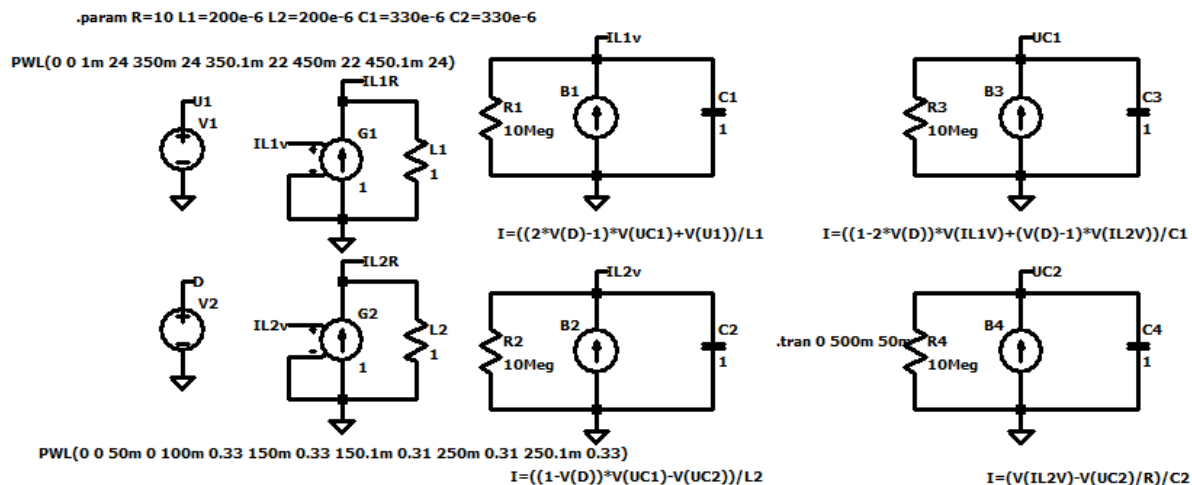 .param R=10 L1=200e-6 L2=200e-6 C1=330e-6 C2=330e-6
PWL(0 0 1m 24 350m 24 350.1m 22 450m 22 450.1m 24)
U1
V1
IL1R
IL1v
G1
1
L1
1
IL1v
R1
10Meg
B1
C1
1
I=((2*V(D)-1)*V(UC1)+V(U1))/L1
UC1
R3
10Meg
B3
C3
1
I=((1-2*V(D))*V(IL1V)+(V(D)-1)*V(IL2V))/C1
D
V2
IL2R
IL2v
G2
1
L2
1
PWL(0 0 50m 0 100m 0.33 150m 0.33 150.1m 0.31 250m 0.31 250.1m 0.33)
IL2v
R2
10Meg
B2
C2
1
I=((1-V(D))*V(UC1)-V(UC2))/L2
UC2
.tran 0 500m 50m
R4
10Meg
B4
C4
1
I=(V(IL2V)-V(UC2)/R)/C2